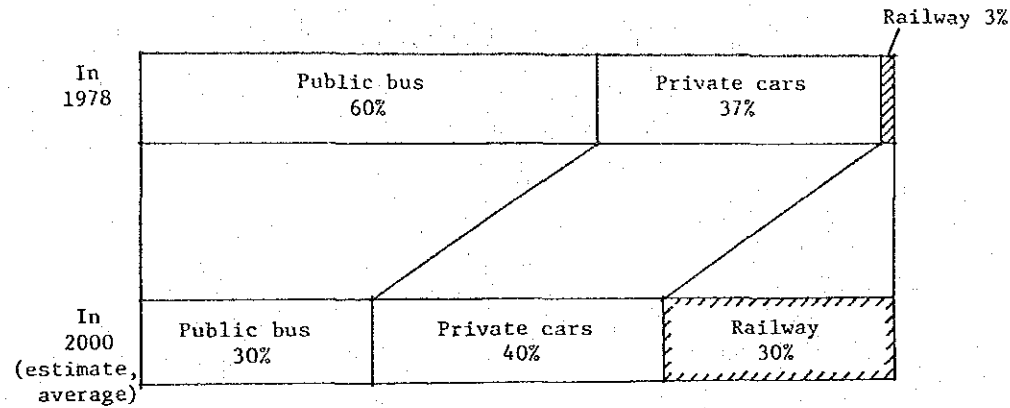 Railway 3%
In
1978
Public bus
60%
Private cars
37%
In
2000
(estimate,
average)
Public bus
30%
Private cars
40%
Railway
30%